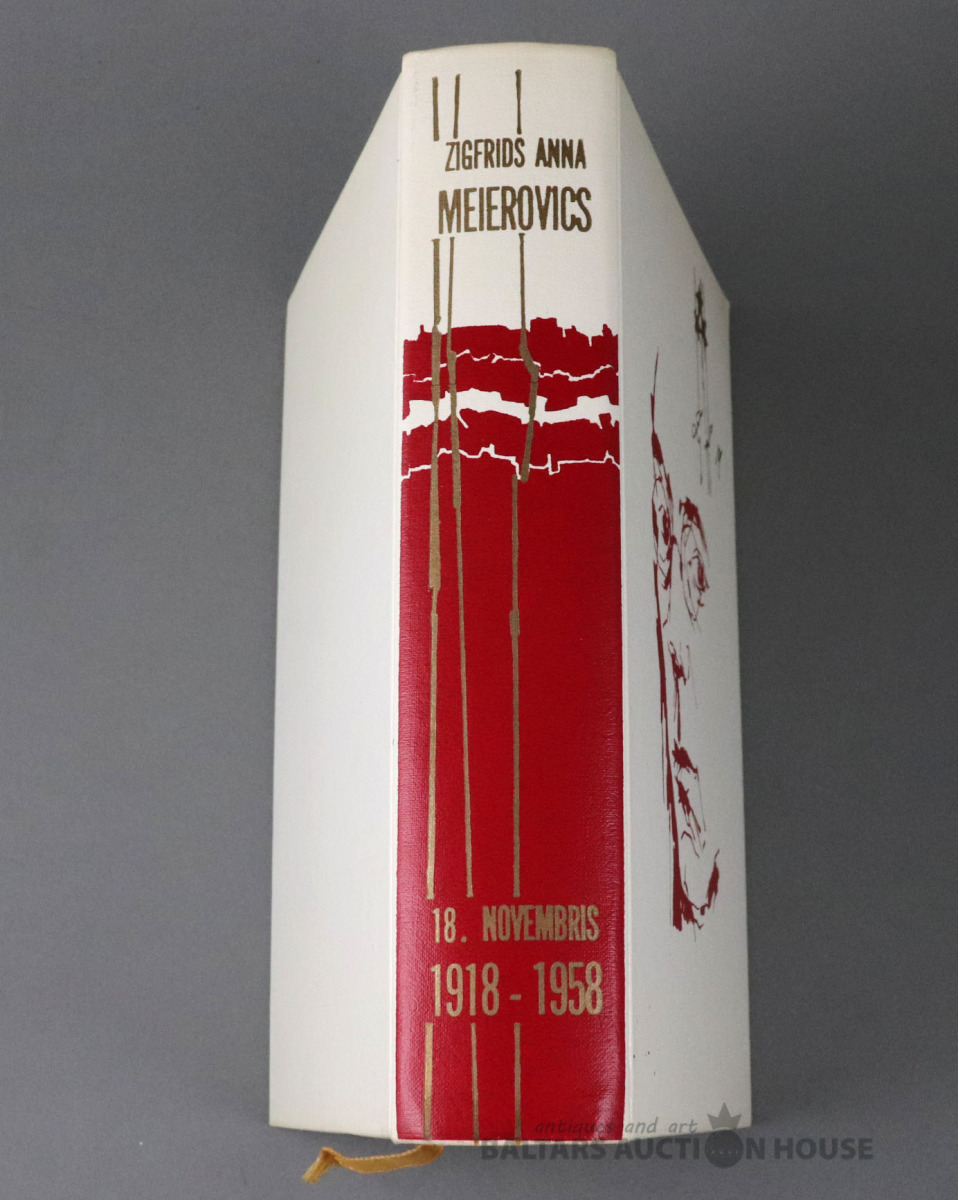 ZIGFRIDS ANNA
MEIEROVICS
18. NOVEMBRIS
1918 - 1958
antiques and art
BALTARS AUCTION HOUSE